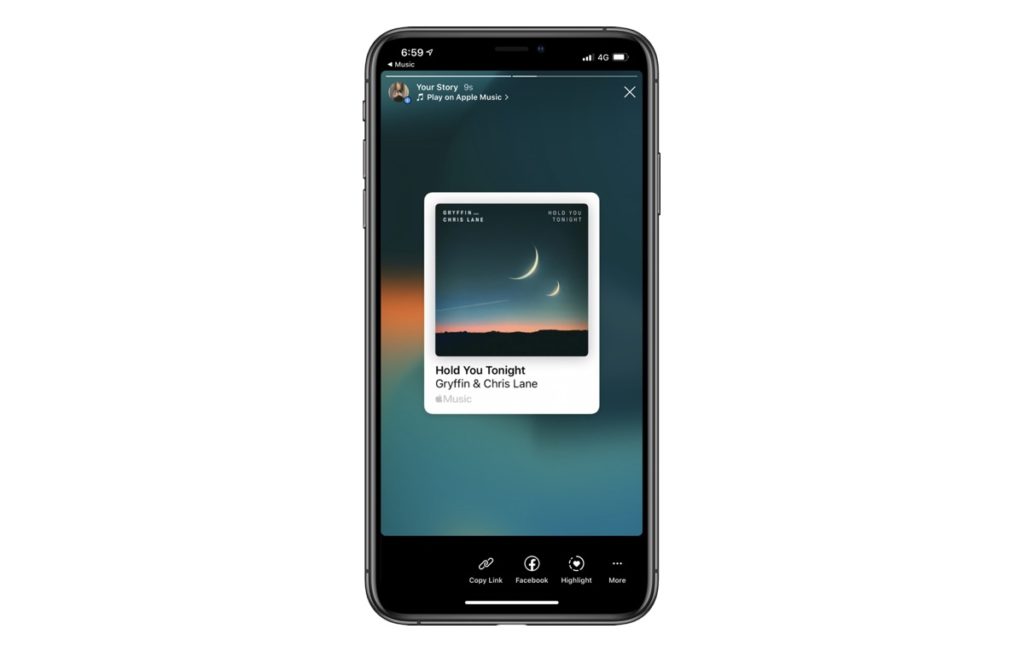 6:59
4G
Music
Your Story 9s
Play on Apple Music
GRYFFIN
CHRIS LANE
HOLD YOU
TONIGHT
Hold You Tonight
Gryffin & Chris Lane
Music
Copy Link
Facebook
Highlight
More